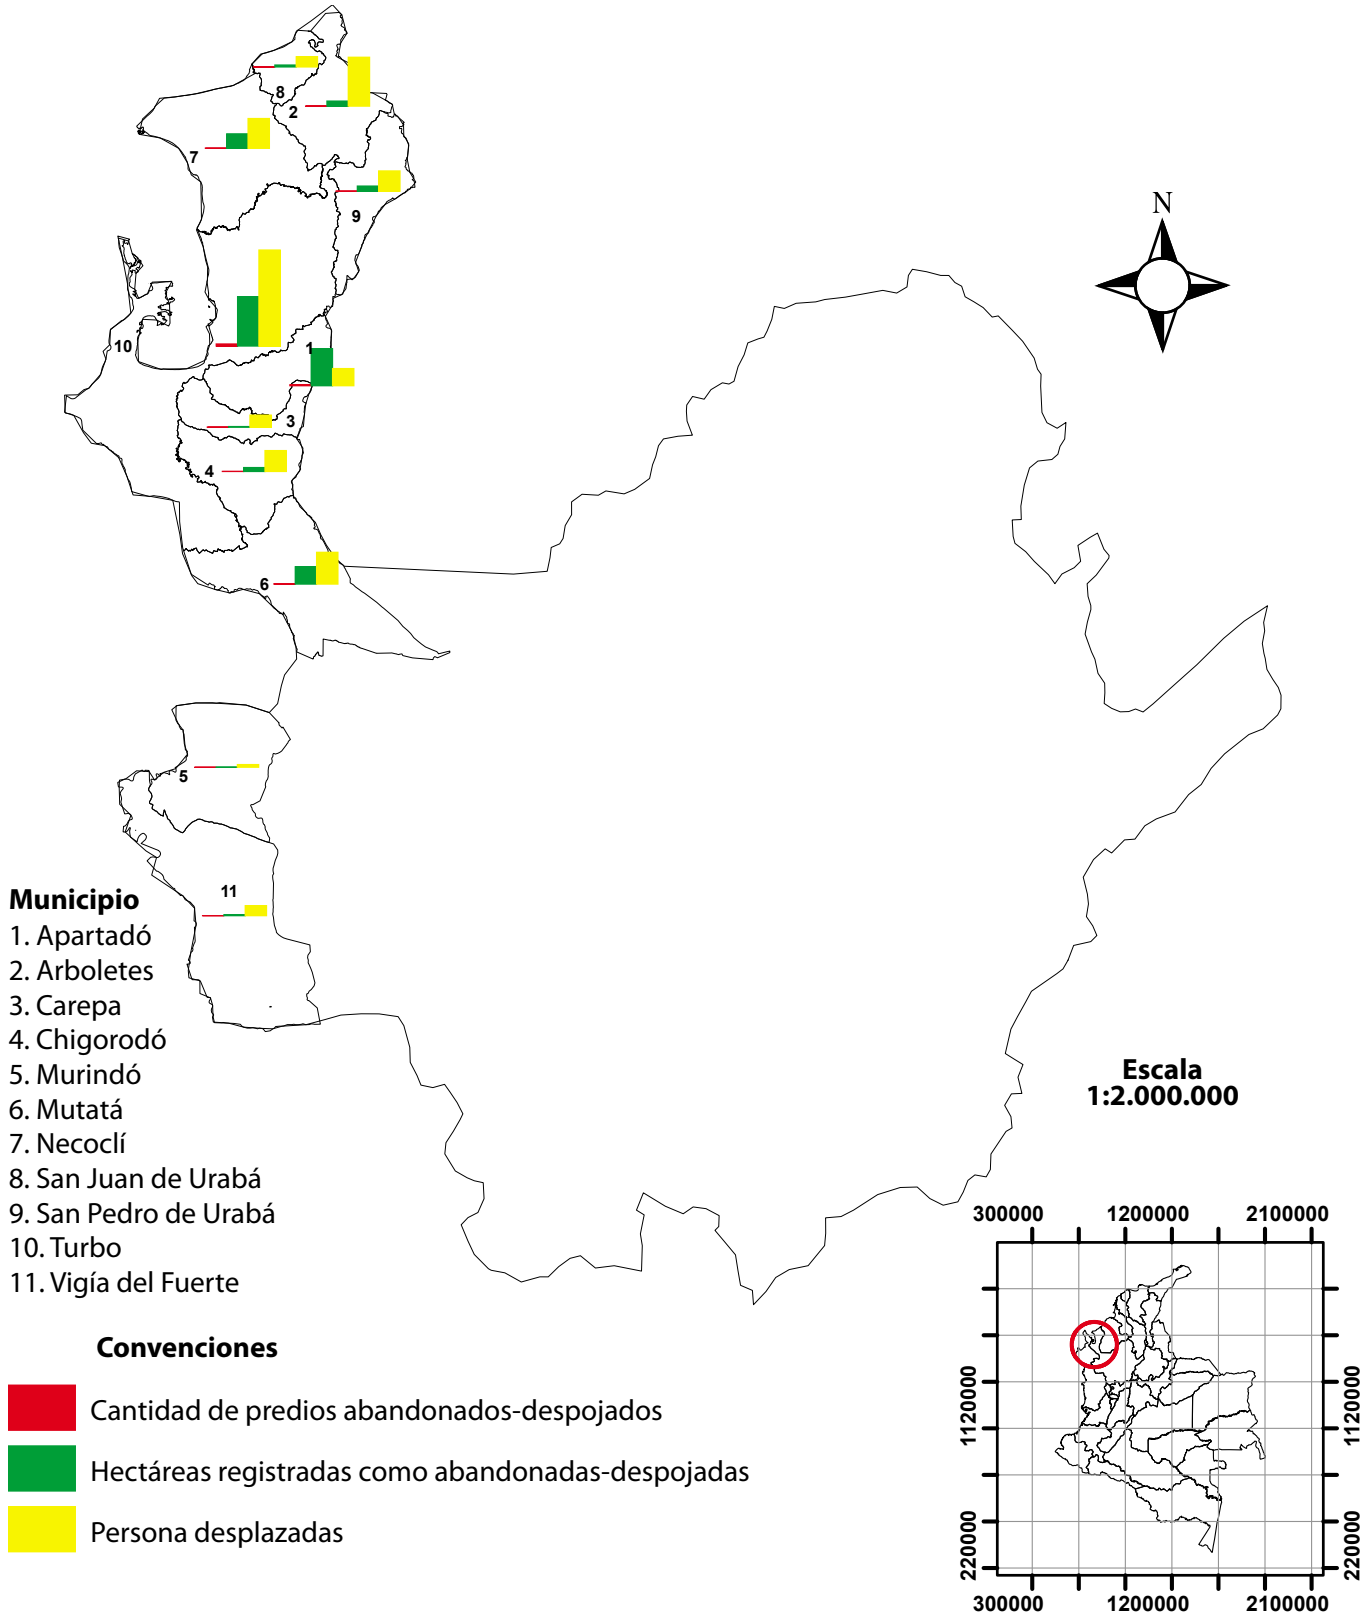 8
2
7
9
N
10
1
3
4
6
5
11
Municipio
1. Apartadó
2. Arboletes
3. Carepa
4. Chigorodó
5. Murindó
6. Mutatá
7. Necoclí
8. San Juan de Urabá
9. San Pedro de Urabá
10. Turbo
11. Vigía del Fuerte
Escala
1:2.000.000
Convenciones
Cantidad de predios abandonados-despojados
Hectáreas registradas como abandonadas-despojadas
Persona desplazadas
300000 1200000 2100000
1120000 1120000
220000 220000
300000 1200000 2100000